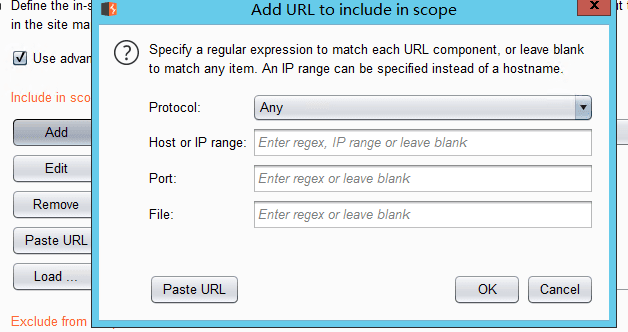 Add URL to include in scope
x
Define the in-s
in the site ma
Use advan
Include in sco
Add
Edit
Remove
Paste URL
Load ...
Exclude from
Specify a regular expression to match each URL component, or leave blank
to match any item. An IP range can be specified instead of a hostname.
Protocol:
Any
Host or IP range:
Enter regex, IP range or leave blank
Port:
Enter regex or leave blank
File:
Enter regex or leave blank
Paste URL
OK
Cancel